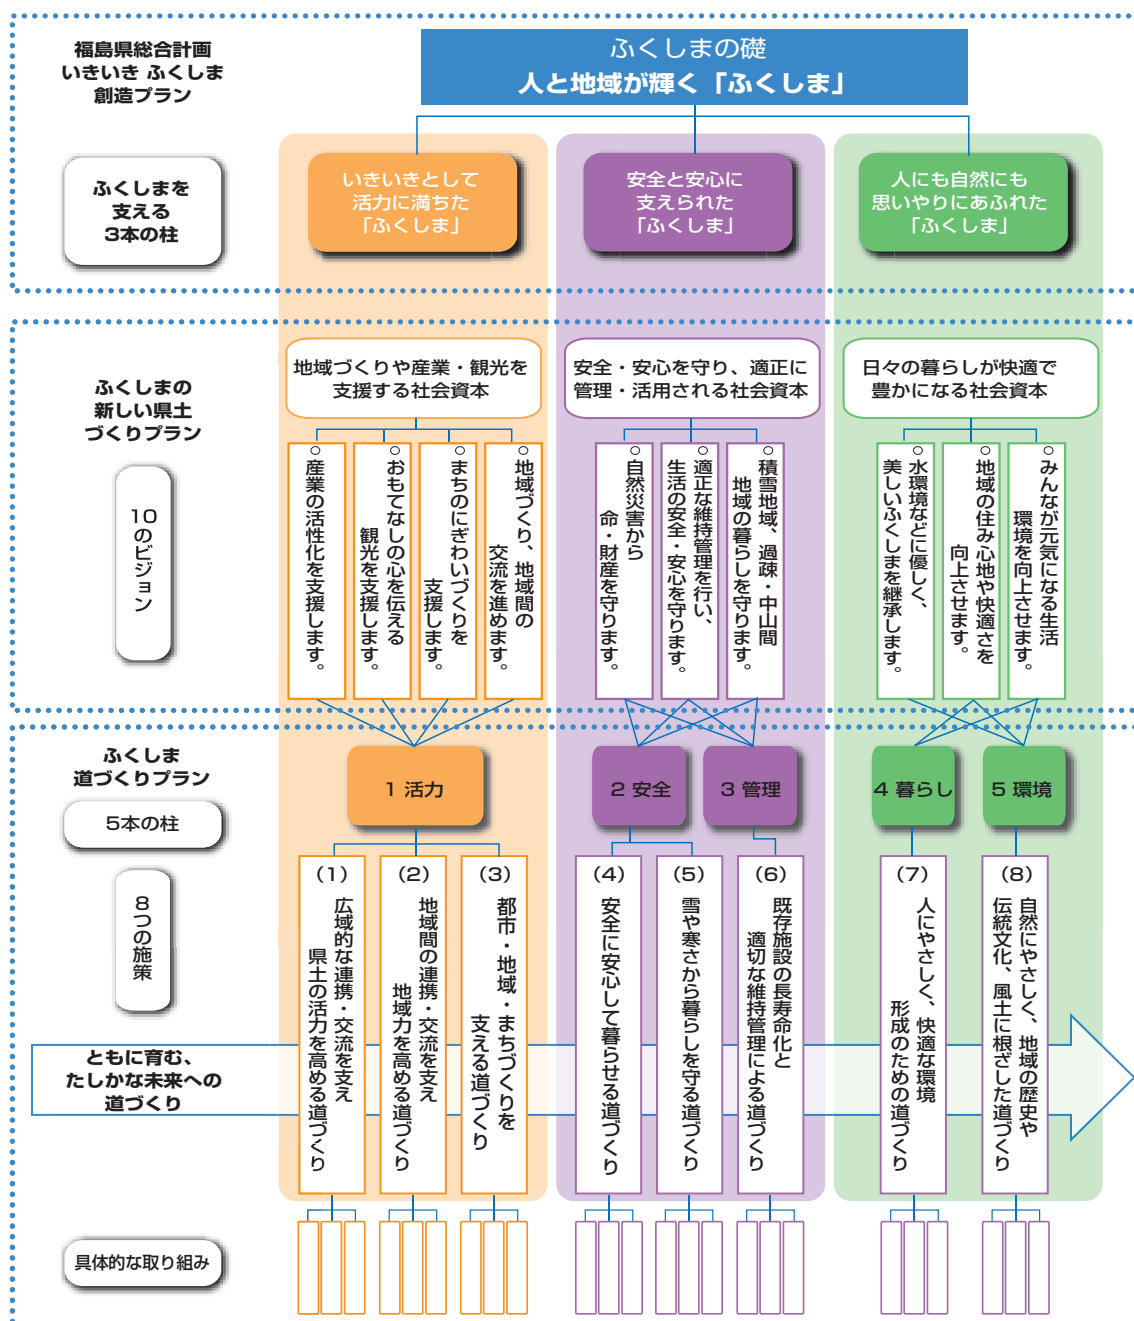 福島県総合計画
いきいき ふくしま
創造プラン
ふくしまの礎
人と地域が輝く「ふくしま」
ふくしまを
支える
3本の柱
いきいきとして
活力に満ちた
「ふくしま」
安全と安心に
支えられた
「ふくしま」
人にも自然にも
思いやりにあふれた
「ふくしま」
ふくしまの
新しい県土
づくりプラン
10のビジョン
地域づくりや産業・観光を
支援する社会資本
安全・安心を守り、適正に
管理・活用される社会資本
日々の暮らしが快適で
豊かになる社会資本
○産業の活性化を支援します。
○おもてなしの心を伝える
観光を支援します。
○まちのにぎわいづくりを
支援します。
○地域づくり、地域間の
交流を進めます。
○自然災害から
命・財産を守ります。
○適正な維持管理を行い、
生活の安全・安心を守ります。
○積雪地域、過疎・中山間
地域の暮らしを守ります。
○水環境などに優しく、
美しいふくしまを継承します。
○地域の住み心地や快適さを
向上させます。
○みんなが元気になる生活
環境を向上させます。
ふくしま
道づくりプラン
5本の柱
8つの施策
1 活力
2 安全
3 管理
4 暮らし
5 環境
(1)
広域的な連携・交流を支え
県土の活力を高める道づくり
(2)
地域間の連携・交流を支え
地域力を高める道づくり
(3)
都市・地域・まちづくりを
支える道づくり
(4)
安全に安心して暮らせる道づくり
(5)
雪や寒さから暮らしを守る道づくり
(6)
既存施設の長寿命化と
適切な維持管理による道づくり
(7)
人にやさしく、快適な環境
形成のための道づくり
(8)
自然にやさしく、地域の歴史や
伝統文化、風土に根ざした道づくり
ともに育む、
たしかな未来への
道づくり
具体的な取り組み